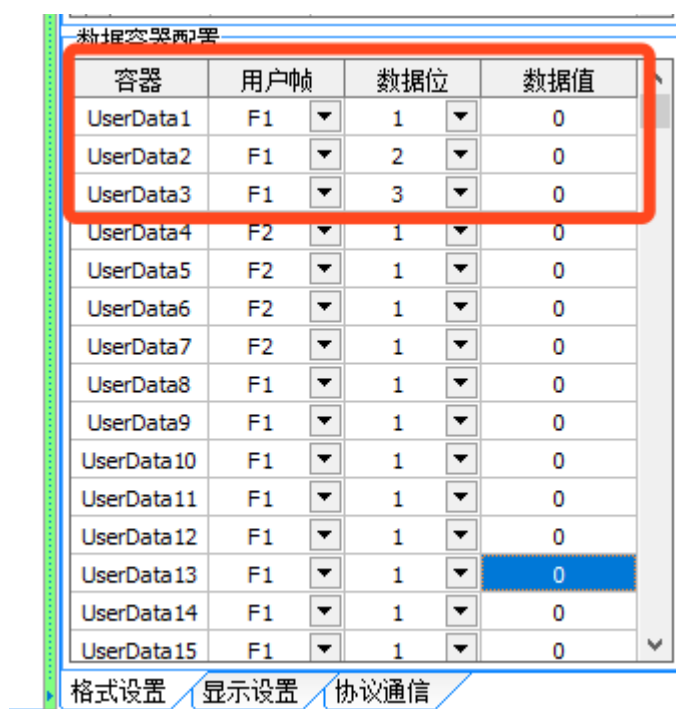 数据容器配置
容器 用户帧 数据位 数据值
UserData1 F1 1 0
UserData2 F1 2 0
UserData3 F1 3 0
UserData4 F2 1 0
UserData5 F2 1 0
UserData6 F2 1 0
UserData7 F2 1 0
UserData8 F1 1 0
UserData9 F1 1 0
UserData10 F1 1 0
UserData11 F1 1 0
UserData12 F1 1 0
UserData13 F1 1 0
UserData14 F1 1 0
UserData15 F1 1 0
格式设置 显示设置 协议通信